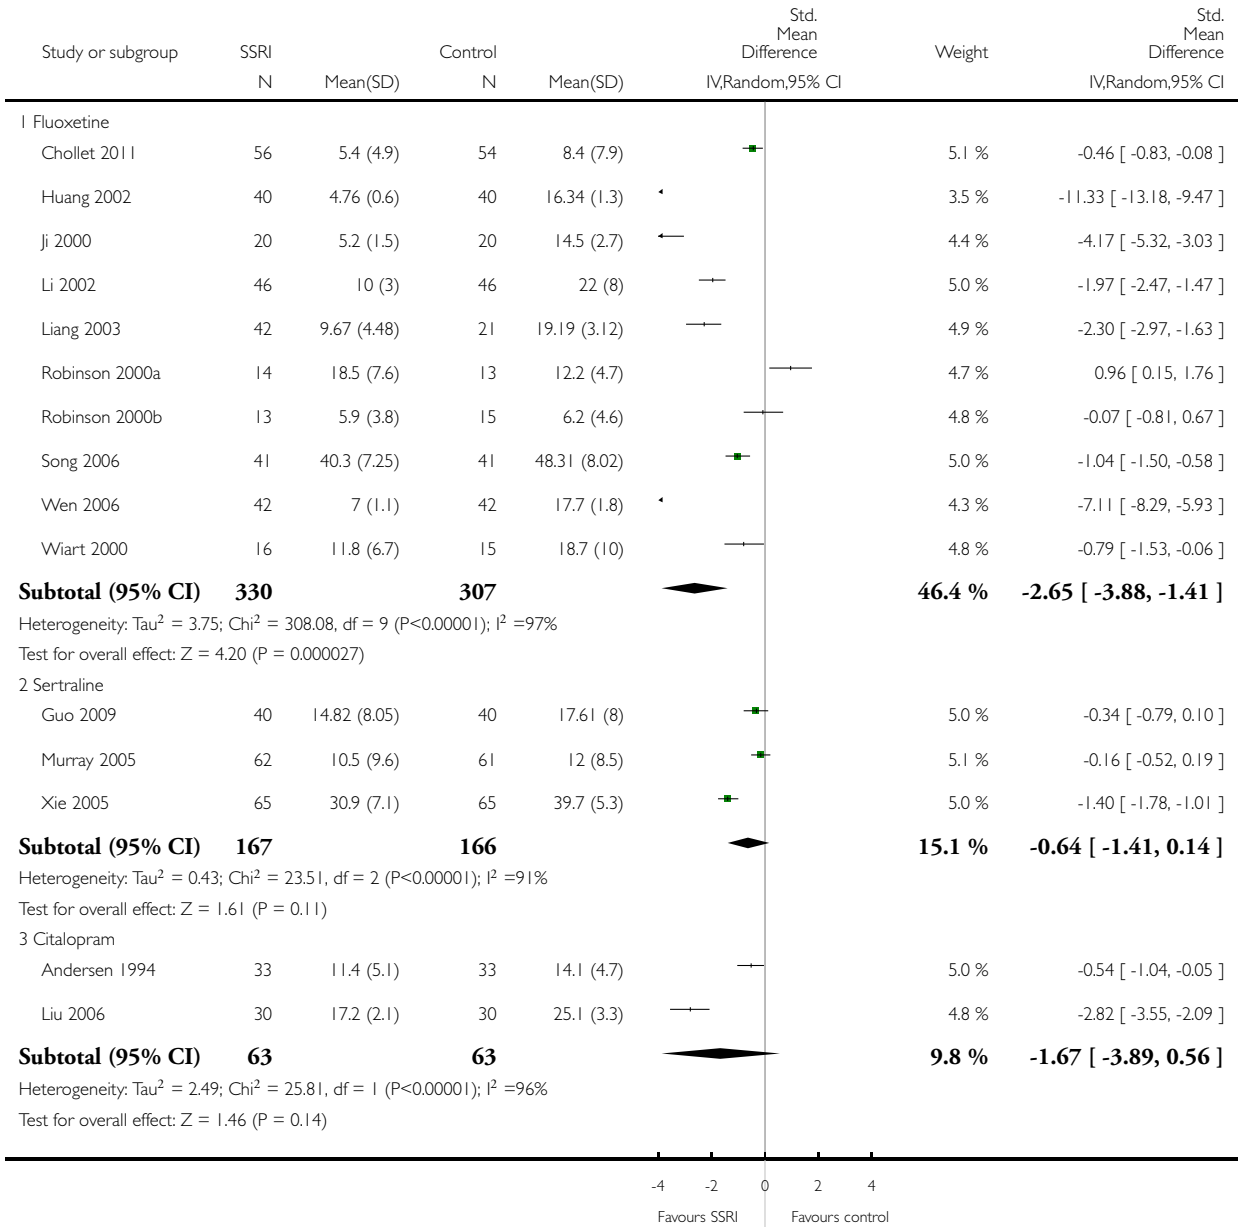 Std. Mean Difference Std. Mean Difference
Study or subgroup SSRI Control Weight
N Mean(SD) N Mean(SD) IV,Random,95% CI IV,Random,95% CI
1 Fluoxetine
Chollet 2011 56 5.4 (4.9) 54 8.4 (7.9) 5.1 % -0.46 [ -0.83, -0.08 ]
Huang 2002 40 4.76 (0.6) 40 16.34 (1.3) 3.5 % -11.33 [ -13.18, -9.47 ]
Ji 2000 20 5.2 (1.5) 20 14.5 (2.7) 4.4 % -4.17 [ -5.32, -3.03 ]
Li 2002 46 10 (3) 46 22 (8) 5.0 % -1.97 [ -2.47, -1.47 ]
Liang 2003 42 9.67 (4.48) 21 19.19 (3.12) 4.9 % -2.30 [ -2.97, -1.63 ]
Robinson 2000a 14 18.5 (7.6) 13 12.2 (4.7) 4.7 % 0.96 [ 0.15, 1.76 ]
Robinson 2000b 13 5.9 (3.8) 15 6.2 (4.6) 4.8 % -0.07 [ -0.81, 0.67 ]
Song 2006 41 40.3 (7.25) 41 48.31 (8.02) 5.0 % -1.04 [ -1.50, -0.58 ]
Wen 2006 42 7 (1.1) 42 17.7 (1.8) 4.3 % -7.11 [ -8.29, -5.93 ]
Wiart 2000 16 11.8 (6.7) 15 18.7 (10) 4.8 % -0.79 [ -1.53, -0.06 ]
Subtotal (95% CI) 330 307 46.4 % -2.65 [ -3.88, -1.41 ]
Heterogeneity: Tau² = 3.75; Chi² = 308.08, df = 9 (P<0.00001); I² =97%
Test for overall effect: Z = 4.20 (P = 0.000027)
2 Sertraline
Guo 2009 40 14.82 (8.05) 40 17.61 (8) 5.0 % -0.34 [ -0.79, 0.10 ]
Murray 2005 62 10.5 (9.6) 61 12 (8.5) 5.1 % -0.16 [ -0.52, 0.19 ]
Xie 2005 65 30.9 (7.1) 65 39.7 (5.3) 5.0 % -1.40 [ -1.78, -1.01 ]
Subtotal (95% CI) 167 166 15.1 % -0.64 [ -1.41, 0.14 ]
Heterogeneity: Tau² = 0.43; Chi² = 23.51, df = 2 (P<0.00001); I² =91%
Test for overall effect: Z = 1.61 (P = 0.11)
3 Citalopram
Andersen 1994 33 11.4 (5.1) 33 14.1 (4.7) 5.0 % -0.54 [ -1.04, -0.05 ]
Liu 2006 30 17.2 (2.1) 30 25.1 (3.3) 4.8 % -2.82 [ -3.55, -2.09 ]
Subtotal (95% CI) 63 63 9.8 % -1.67 [ -3.89, 0.56 ]
Heterogeneity: Tau² = 2.49; Chi² = 25.81, df = 1 (P<0.00001); I² =96%
Test for overall effect: Z = 1.46 (P = 0.14)
-4 -2 0 2 4
Favours SSRI Favours control